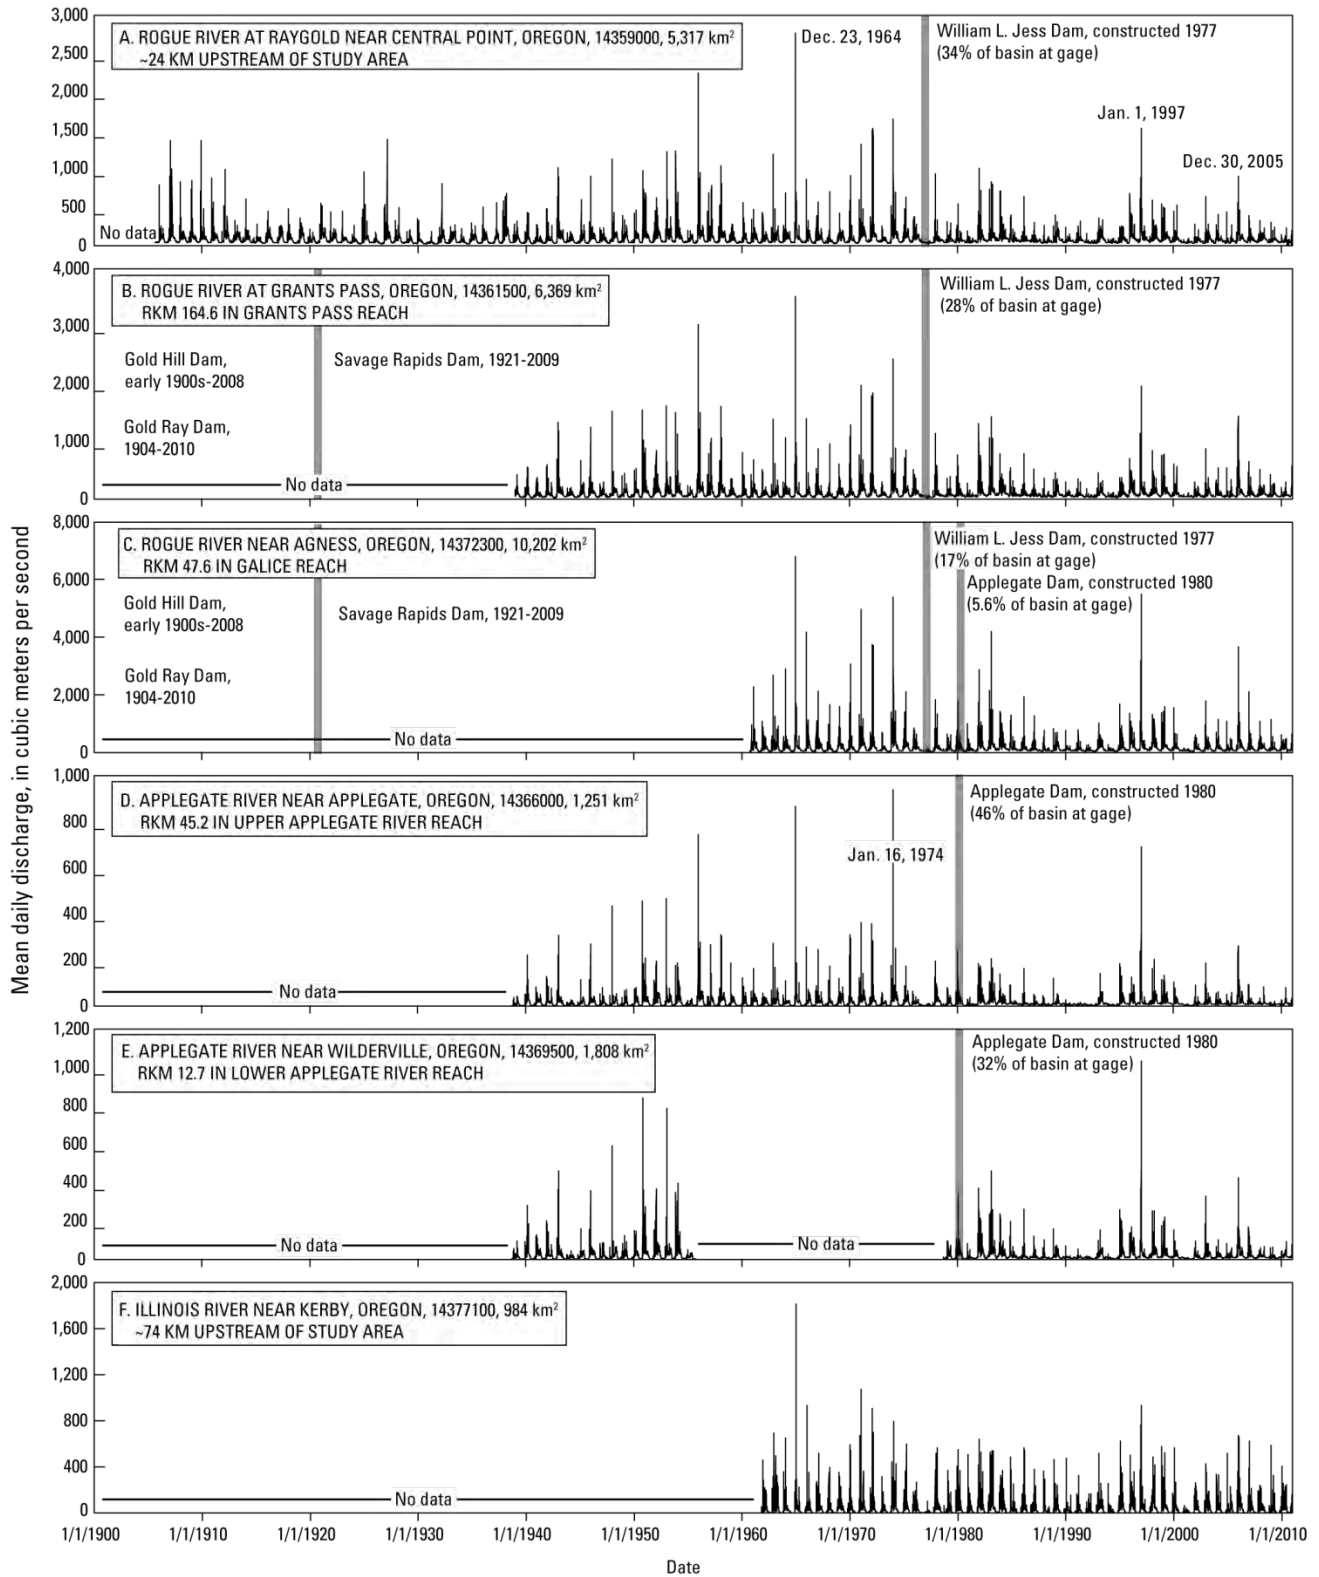 Mean daily discharge, in cubic meters per second
3,000
2,500
2,000
1,500
1,000
500
0
A. ROGUE RIVER AT RAYGOLD NEAR CENTRAL POINT, OREGON, 14359000, 5,317 km²
~24 KM UPSTREAM OF STUDY AREA
Dec. 23, 1964
William L. Jess Dam, constructed 1977
(34% of basin at gage)
Jan. 1, 1997
Dec. 30, 2005
No data
4,000
3,000
2,000
1,000
0
B. ROGUE RIVER AT GRANTS PASS, OREGON, 14361500, 6,369 km²
RKM 164.6 IN GRANTS PASS REACH
William L. Jess Dam, constructed 1977
(28% of basin at gage)
Gold Hill Dam,
early 1900s-2008
Savage Rapids Dam, 1921-2009
Gold Ray Dam,
1904-2010
No data
8,000
6,000
4,000
2,000
0
C. ROGUE RIVER NEAR AGNESS, OREGON, 14372300, 10,202 km²
RKM 47.6 IN GALICE REACH
William L. Jess Dam, constructed 1977
(17% of basin at gage)
Applegate Dam, constructed 1980
(5.6% of basin at gage)
Gold Hill Dam,
early 1900s-2008
Savage Rapids Dam, 1921-2009
Gold Ray Dam,
1904-2010
No data
1,000
800
600
400
200
0
D. APPLEGATE RIVER NEAR APPLEGATE, OREGON, 14366000, 1,251 km²
RKM 45.2 IN UPPER APPLEGATE RIVER REACH
Applegate Dam, constructed 1980
(46% of basin at gage)
Jan. 16, 1974
No data
1,200
1,000
800
600
400
200
0
E. APPLEGATE RIVER NEAR WILDERVILLE, OREGON, 14369500, 1,808 km²
RKM 12.7 IN LOWER APPLEGATE RIVER REACH
Applegate Dam, constructed 1980
(32% of basin at gage)
No data
No data
2,000
1,600
1,200
800
400
0
F. ILLINOIS RIVER NEAR KERBY, OREGON, 14377100, 984 km²
~74 KM UPSTREAM OF STUDY AREA
No data
1/1/1900 1/1/1910 1/1/1920 1/1/1930 1/1/1940 1/1/1950 1/1/1960 1/1/1970 1/1/1980 1/1/1990 1/1/2000 1/1/2010
Date